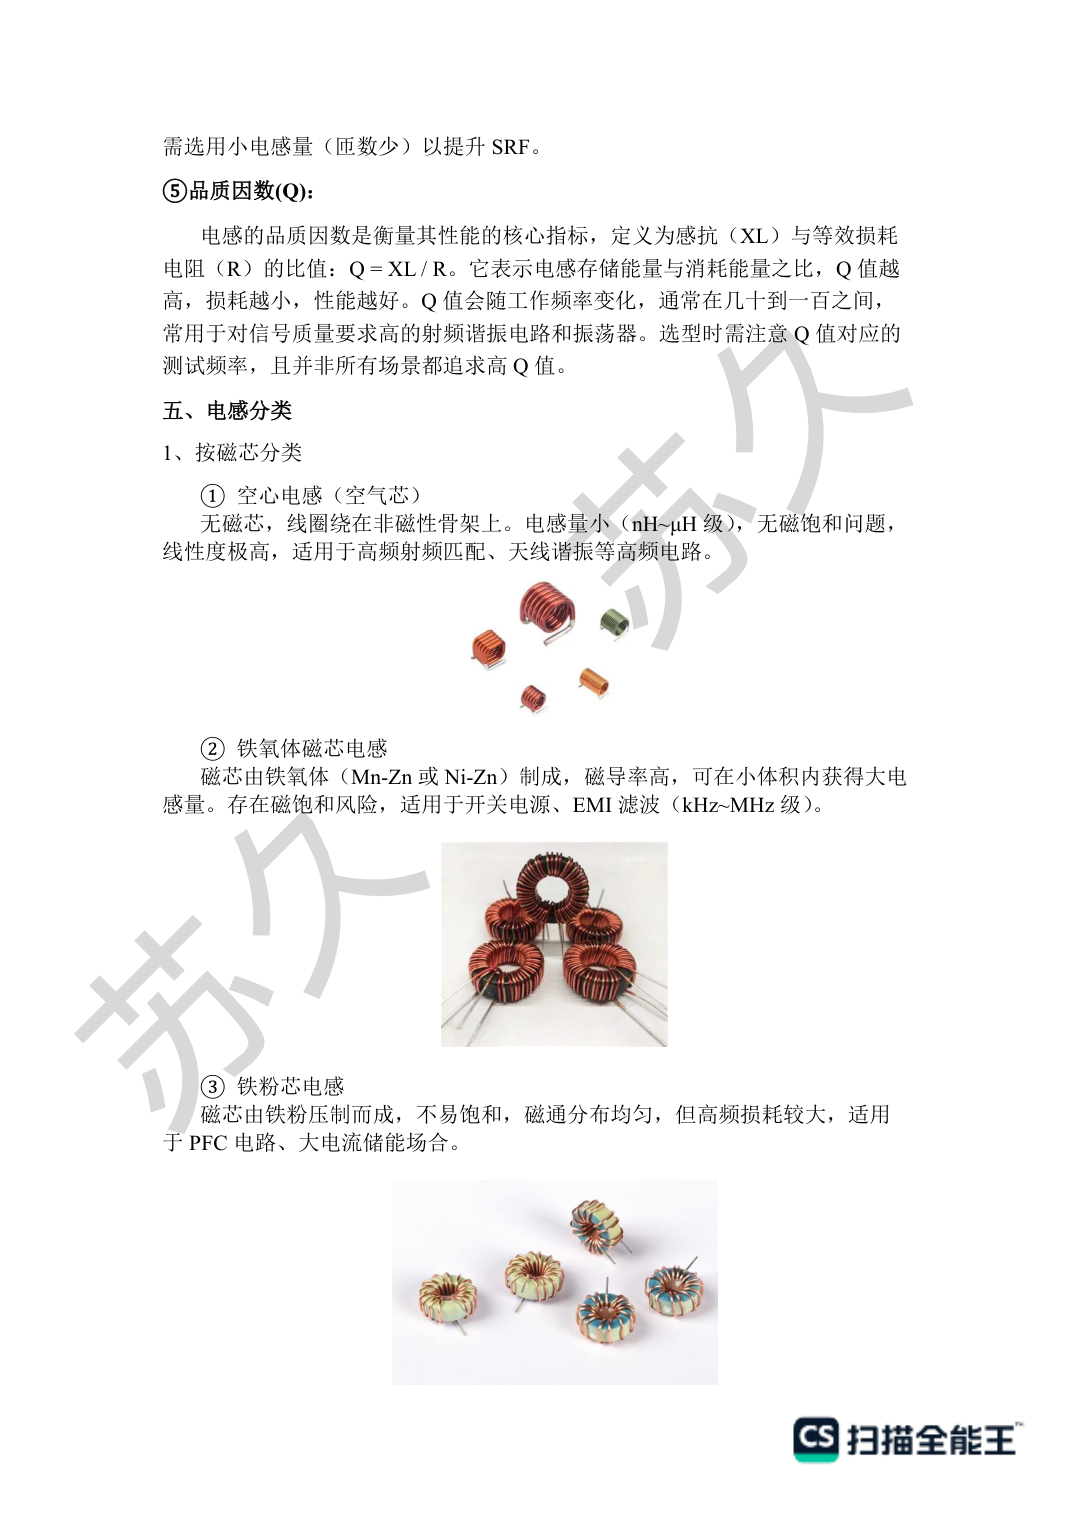 需选用小电感量（匝数少）以提升 SRF。
⑤品质因数(Q)：
电感的品质因数是衡量其性能的核心指标，定义为感抗（XL）与等效损耗
电阻（R）的比值：Q = XL / R。它表示电感存储能量与消耗能量之比，Q 值越
高，损耗越小，性能越好。Q 值会随工作频率变化，通常在几十到一百之间，
常用于对信号质量要求高的射频谐振电路和振荡器。选型时需注意 Q 值对应的
测试频率，且并非所有场景都追求高 Q 值。
五、电感分类
1、按磁芯分类
① 空心电感（空气芯）
无磁芯，线圈绕在非磁性骨架上。电感量小（nH~μH 级），无磁饱和问题，
线性度极高，适用于高频射频匹配、天线谐振等高频电路。
② 铁氧体磁芯电感
磁芯由铁氧体（Mn-Zn 或 Ni-Zn）制成，磁导率高，可在小体积内获得大电
感量。存在磁饱和风险，适用于开关电源、EMI 滤波（kHz~MHz 级）。
③ 铁粉芯电感
磁芯由铁粉压制而成，不易饱和，磁通分布均匀，但高频损耗较大，适用
于 PFC 电路、大电流储能场合。
苏久
苏久
CS 扫描全能王™